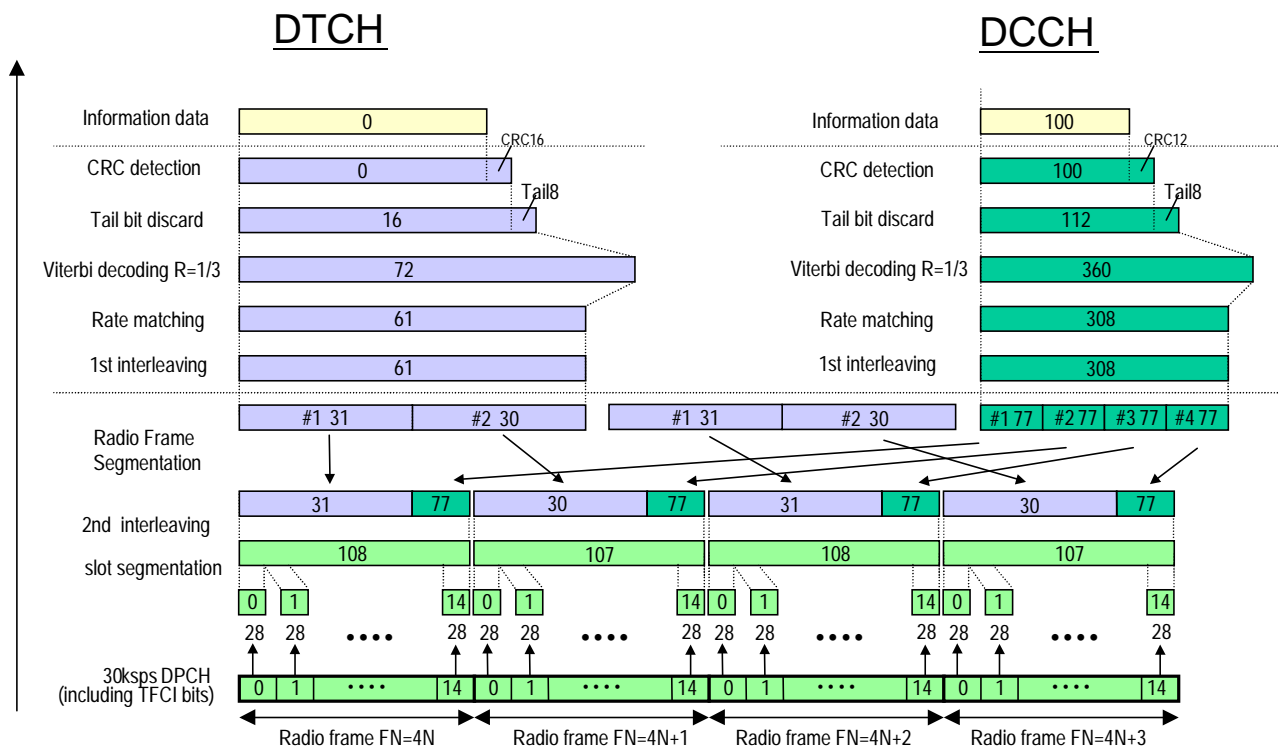 DTCH DCCH
Information data 0 Information data 100
CRC16 CRC12
CRC detection 0 CRC detection 100
Tail8 Tail8
Tail bit discard 16 Tail bit discard 112
Viterbi decoding R=1/3 72 Viterbi decoding R=1/3 360
Rate matching 61 Rate matching 308
1st interleaving 61 1st interleaving 308
#1 31 #2 30 #1 31 #2 30 #1 77 #2 77 #3 77 #4 77
Radio Frame
Segmentation
31 77 30 77 31 77 30 77
2nd interleaving
108 107 108 107
slot segmentation
0 1 14 0 1 14 0 1 14 0 1 14
28 28 •••• 28 28 28 •••• 28 28 28 •••• 28 28 28 •••• 28
30ksps DPCH
(including TFCI bits)
0 1 •••• 14 0 1 •••• 14 0 1 •••• 14 0 1 •••• 14
Radio frame FN=4N Radio frame FN=4N+1 Radio frame FN=4N+2 Radio frame FN=4N+3